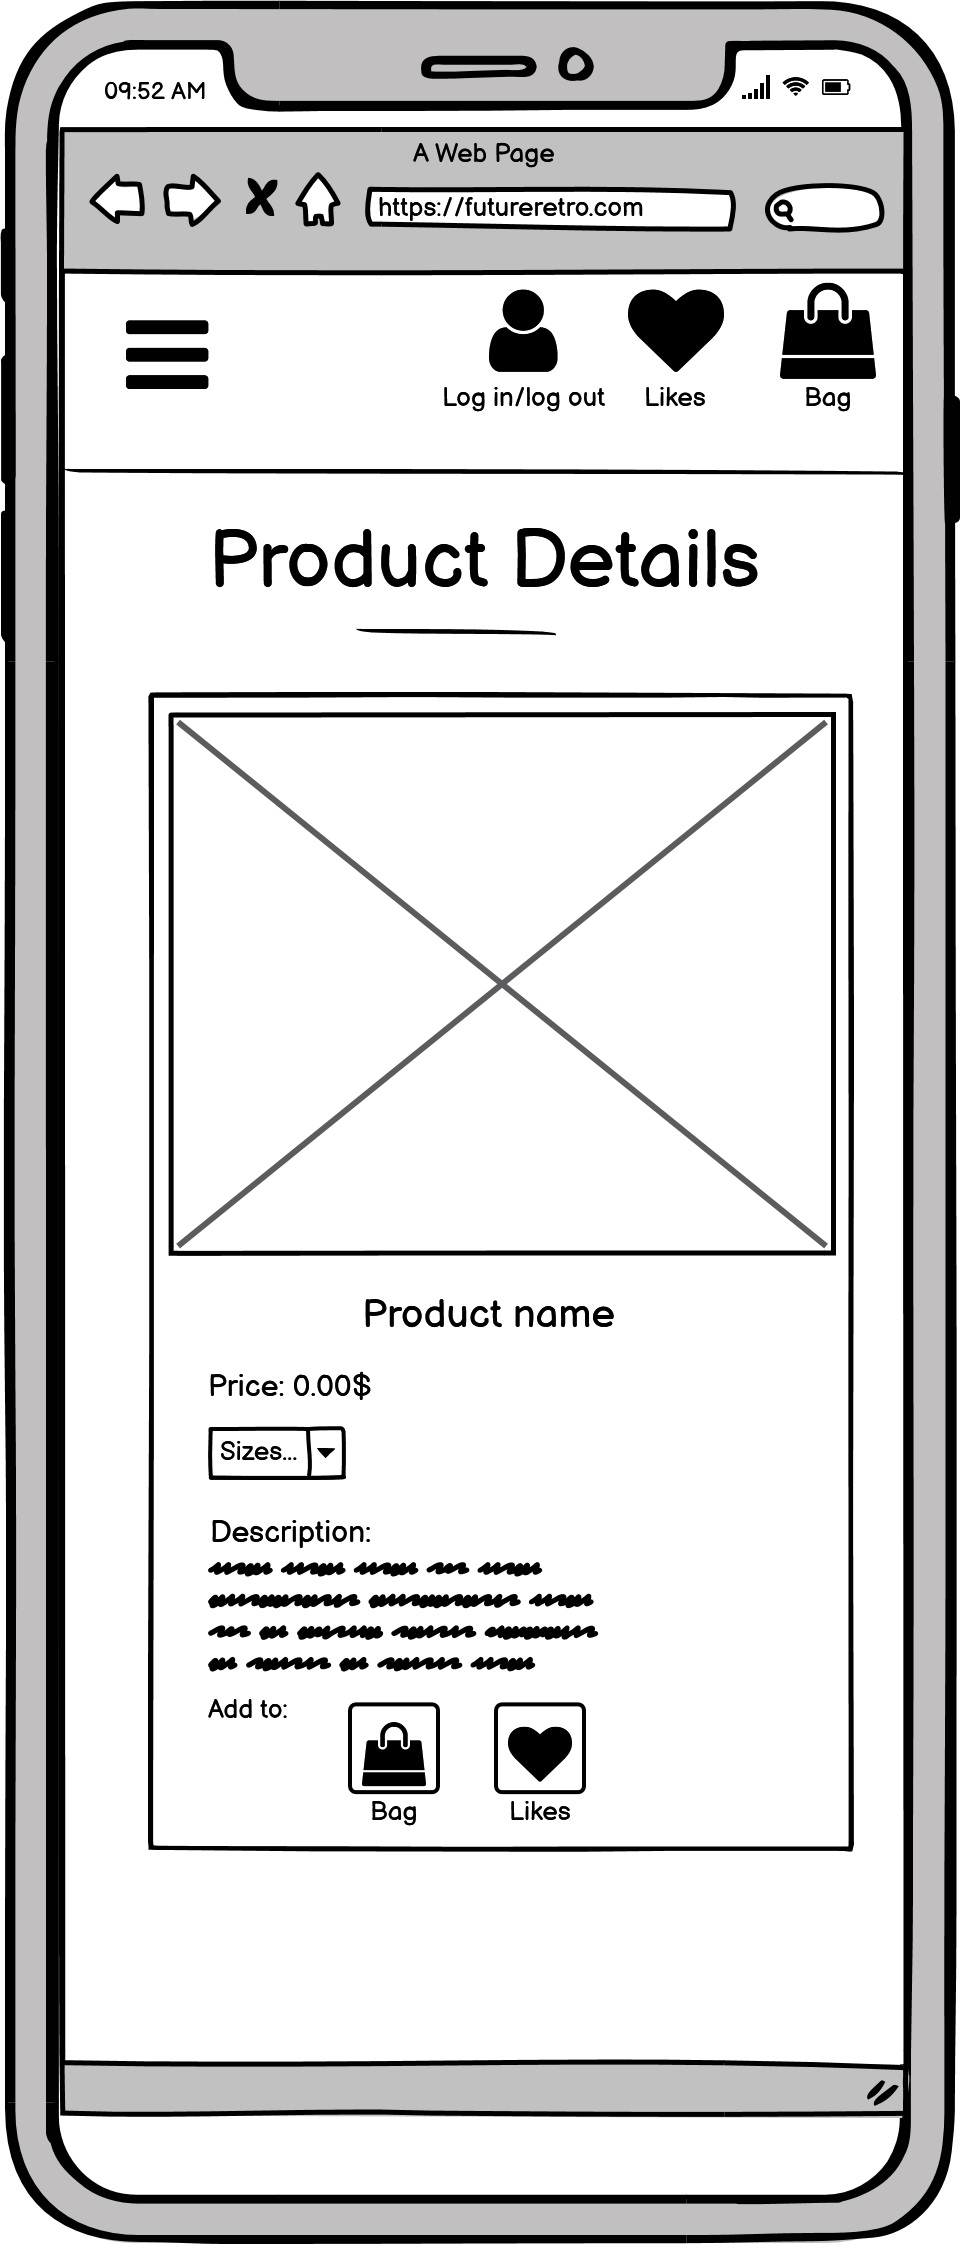 09:52 AM
A Web Page
https://futureretro.com
Log in/log out Likes Bag
Product Details
Product name
Price: 0.00$
Sizes...
Description:
Add to:
Bag Likes